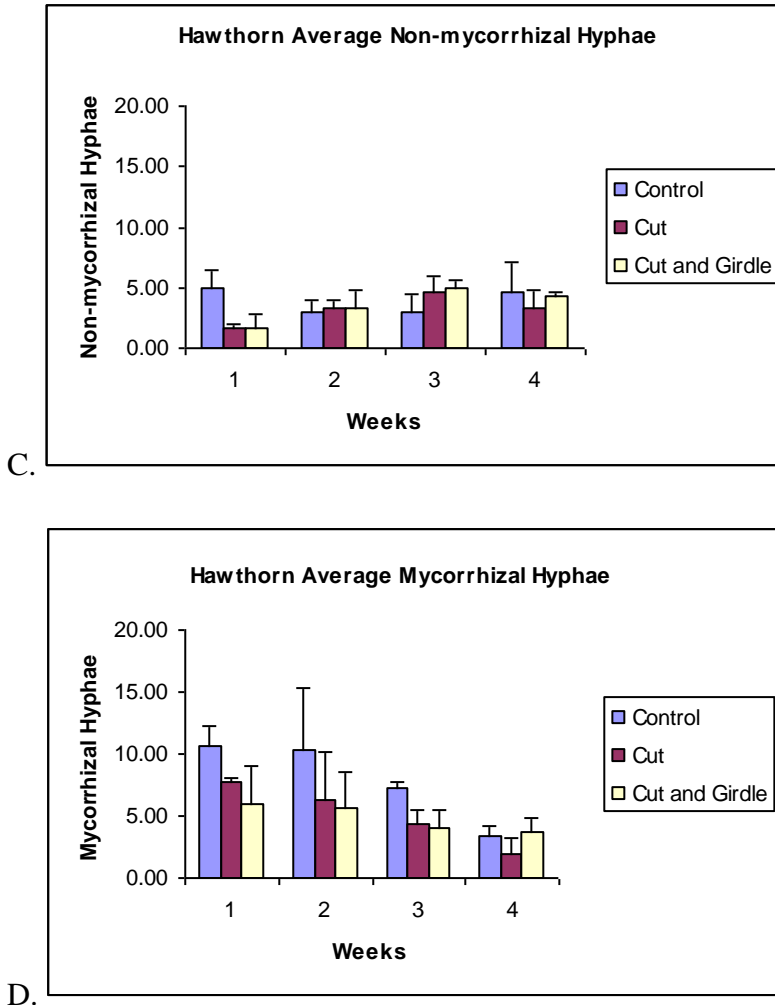 Hawthorn Average Non-mycorrhizal Hyphae
Non-mycorrhizal Hyphae
20.00
15.00
10.00
5.00
0.00
1 2 3 4
Weeks
Control
Cut
Cut and Girdle
C.
Hawthorn Average Mycorrhizal Hyphae
Mycorrhizal Hyphae
20.00
15.00
10.00
5.00
0.00
1 2 3 4
Weeks
Control
Cut
Cut and Girdle
D.